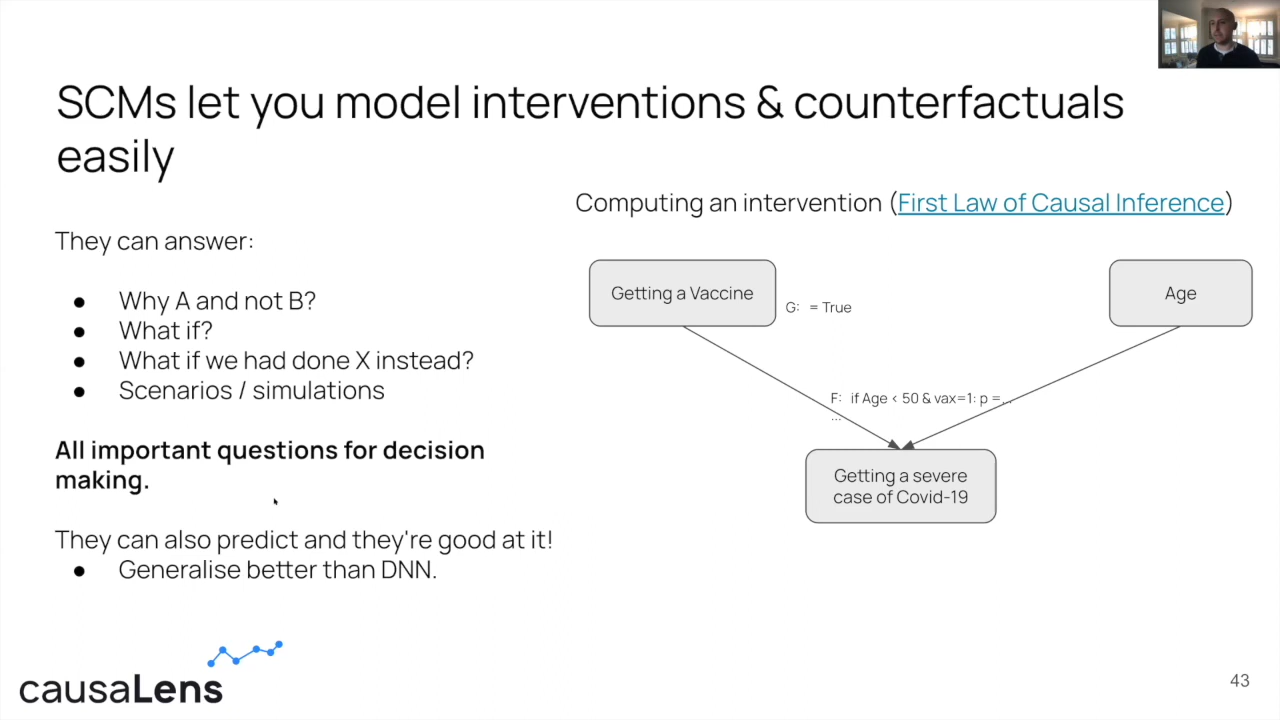 SCMs let you model interventions & counterfactuals
easily
They can answer:
● Why A and not B?
● What if?
● What if we had done X instead?
● Scenarios / simulations
All important questions for decision
making.
They can also predict and they're good at it!
● Generalise better than DNN.
Computing an intervention (First Law of Causal Inference)
Getting a Vaccine
G: = True
Age
F: if Age < 50 & vax=1: p =...
...
Getting a severe
case of Covid-19
causaLens
43